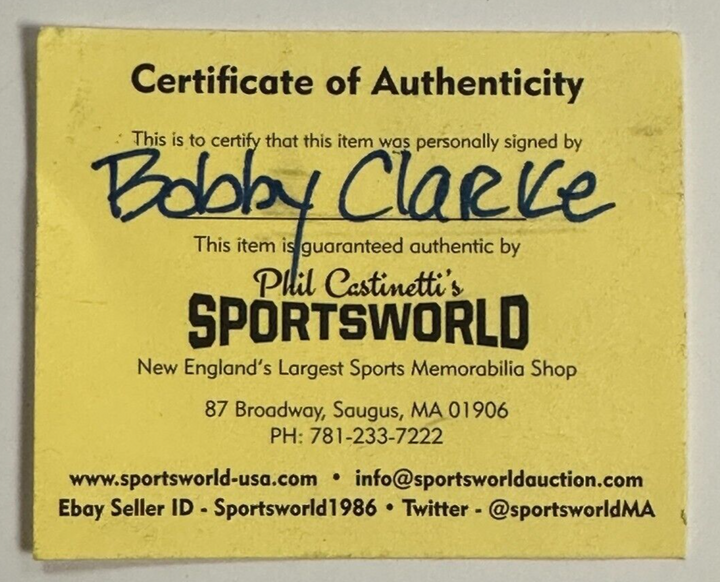 Certificate of Authenticity
This is to certify that this item was personally signed by
Bobby Clarke
This item is guaranteed authentic by
Phil Castinetti's
SPORTSWORLD
New England's Largest Sports Memorabilia Shop
87 Broadway, Saugus, MA 01906
PH: 781-233-7222
www.sportsworld-usa.com • info@sportsworldauction.com
Ebay Seller ID - Sportsworld1986 • Twitter - @sportsworldMA